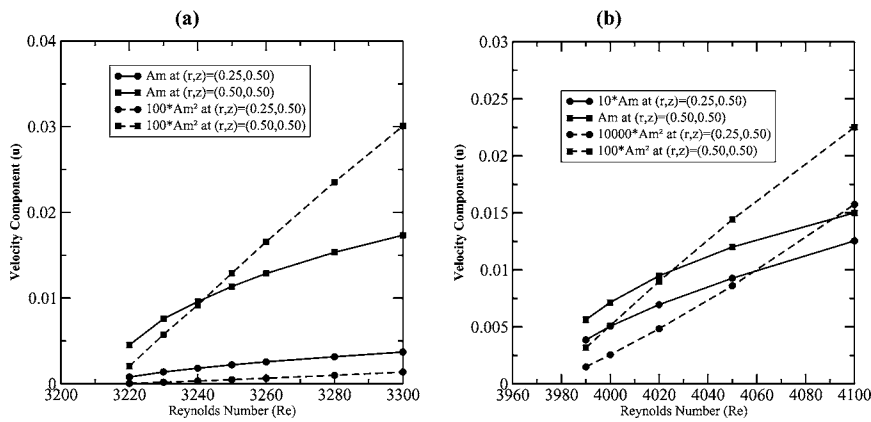 (a)
0.04
0.03
0.02
0.01
0
Velocity Component (u)
Am at (r,z)=(0.25,0.50)
Am at (r,z)=(0.50,0.50)
100*Am² at (r,z)=(0.25,0.50)
100*Am² at (r,z)=(0.50,0.50)
3200 3220 3240 3260 3280 3300
Reynolds Number (Re)
(b)
0.03
0.025
0.02
0.015
0.01
0.005
0
Velocity Component (u)
10*Am at (r,z)=(0.25,0.50)
Am at (r,z)=(0.50,0.50)
10000*Am² at (r,z)=(0.25,0.50)
100*Am² at (r,z)=(0.50,0.50)
3960 3980 4000 4020 4040 4060 4080 4100
Reynolds Number (Re)